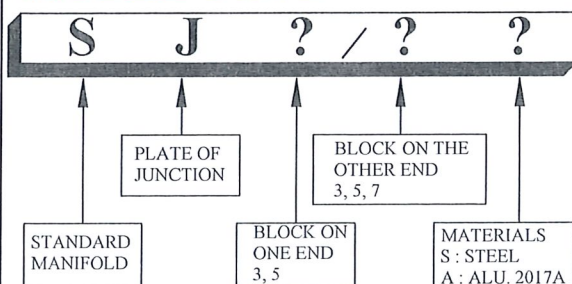 S J ? / ? ?
PLATE OF
JUNCTION
BLOCK ON THE
OTHER END
3, 5, 7
STANDARD
MANIFOLD
BLOCK ON
ONE END
3, 5
MATERIALS
S : STEEL
A : ALU. 2017A